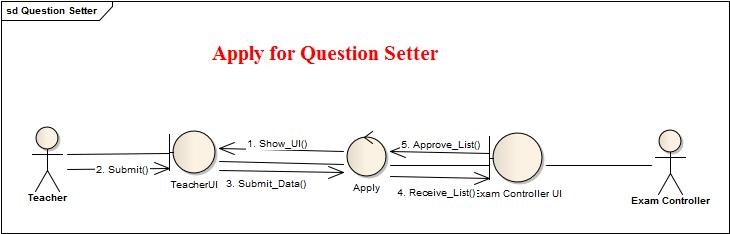 sd Question Setter
Apply for Question Setter
1. Show_UI()
5. Approve_List()
2. Submit()
3. Submit_Data()
4. Receive_List()
Teacher
TeacherUI
Apply
Exam Controller UI
Exam Controller